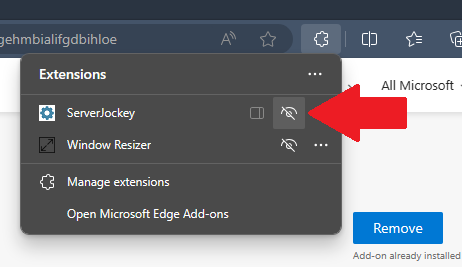 gehmbialifgdbihloe
Extensions
All Microsoft
ServerJockey
Window Resizer
Manage extensions
Open Microsoft Edge Add-ons
Remove
Add-on already installed